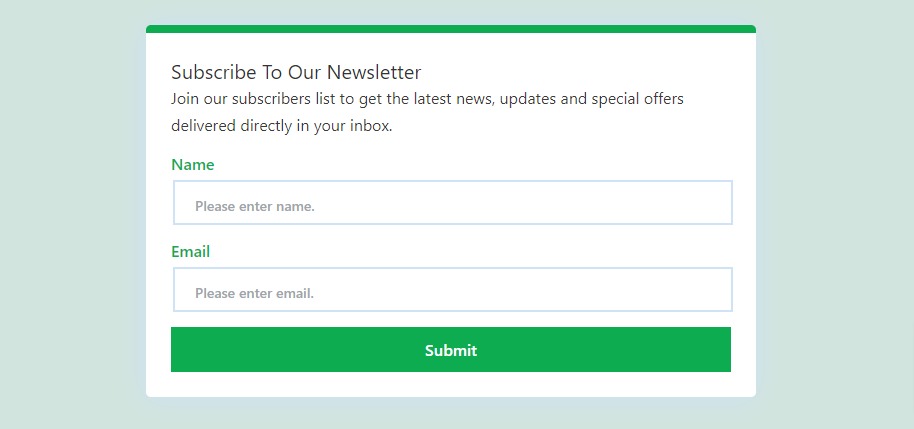 Subscribe To Our Newsletter
Join our subscribers list to get the latest news, updates and special offers
delivered directly in your inbox.
Name
Please enter name.
Email
Please enter email.
Submit